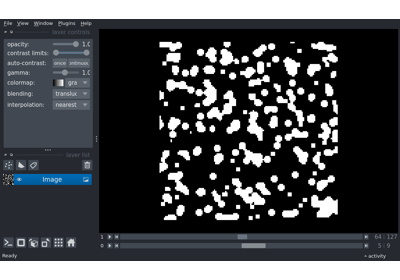 File View Window Plugins Help
layer controls
opacity: 1.0
contrast limits:
auto-contrast: once continuous
gamma: 1.0
colormap: gra
blending: translu
interpolation: nearest
layer list
Image
1 64 127
0 5 9
Ready activity